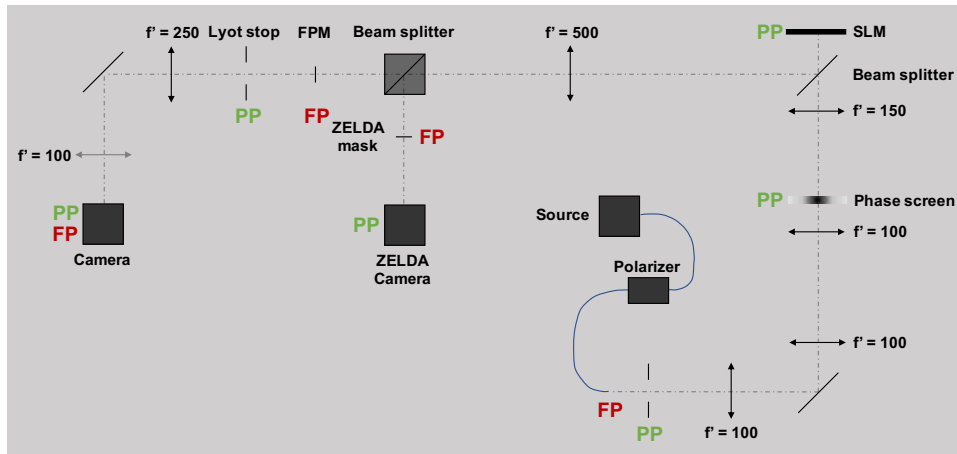 f' = 250
Lyot stop
FPM
Beam splitter
f' = 500
PP
SLM
Beam splitter
PP
FP
ZELDA
mask
FP
f' = 150
f' = 100
PP
FP
Camera
PP
ZELDA
Camera
Source
Polarizer
PP
Phase screen
f' = 100
f' = 100
FP
PP
f' = 100